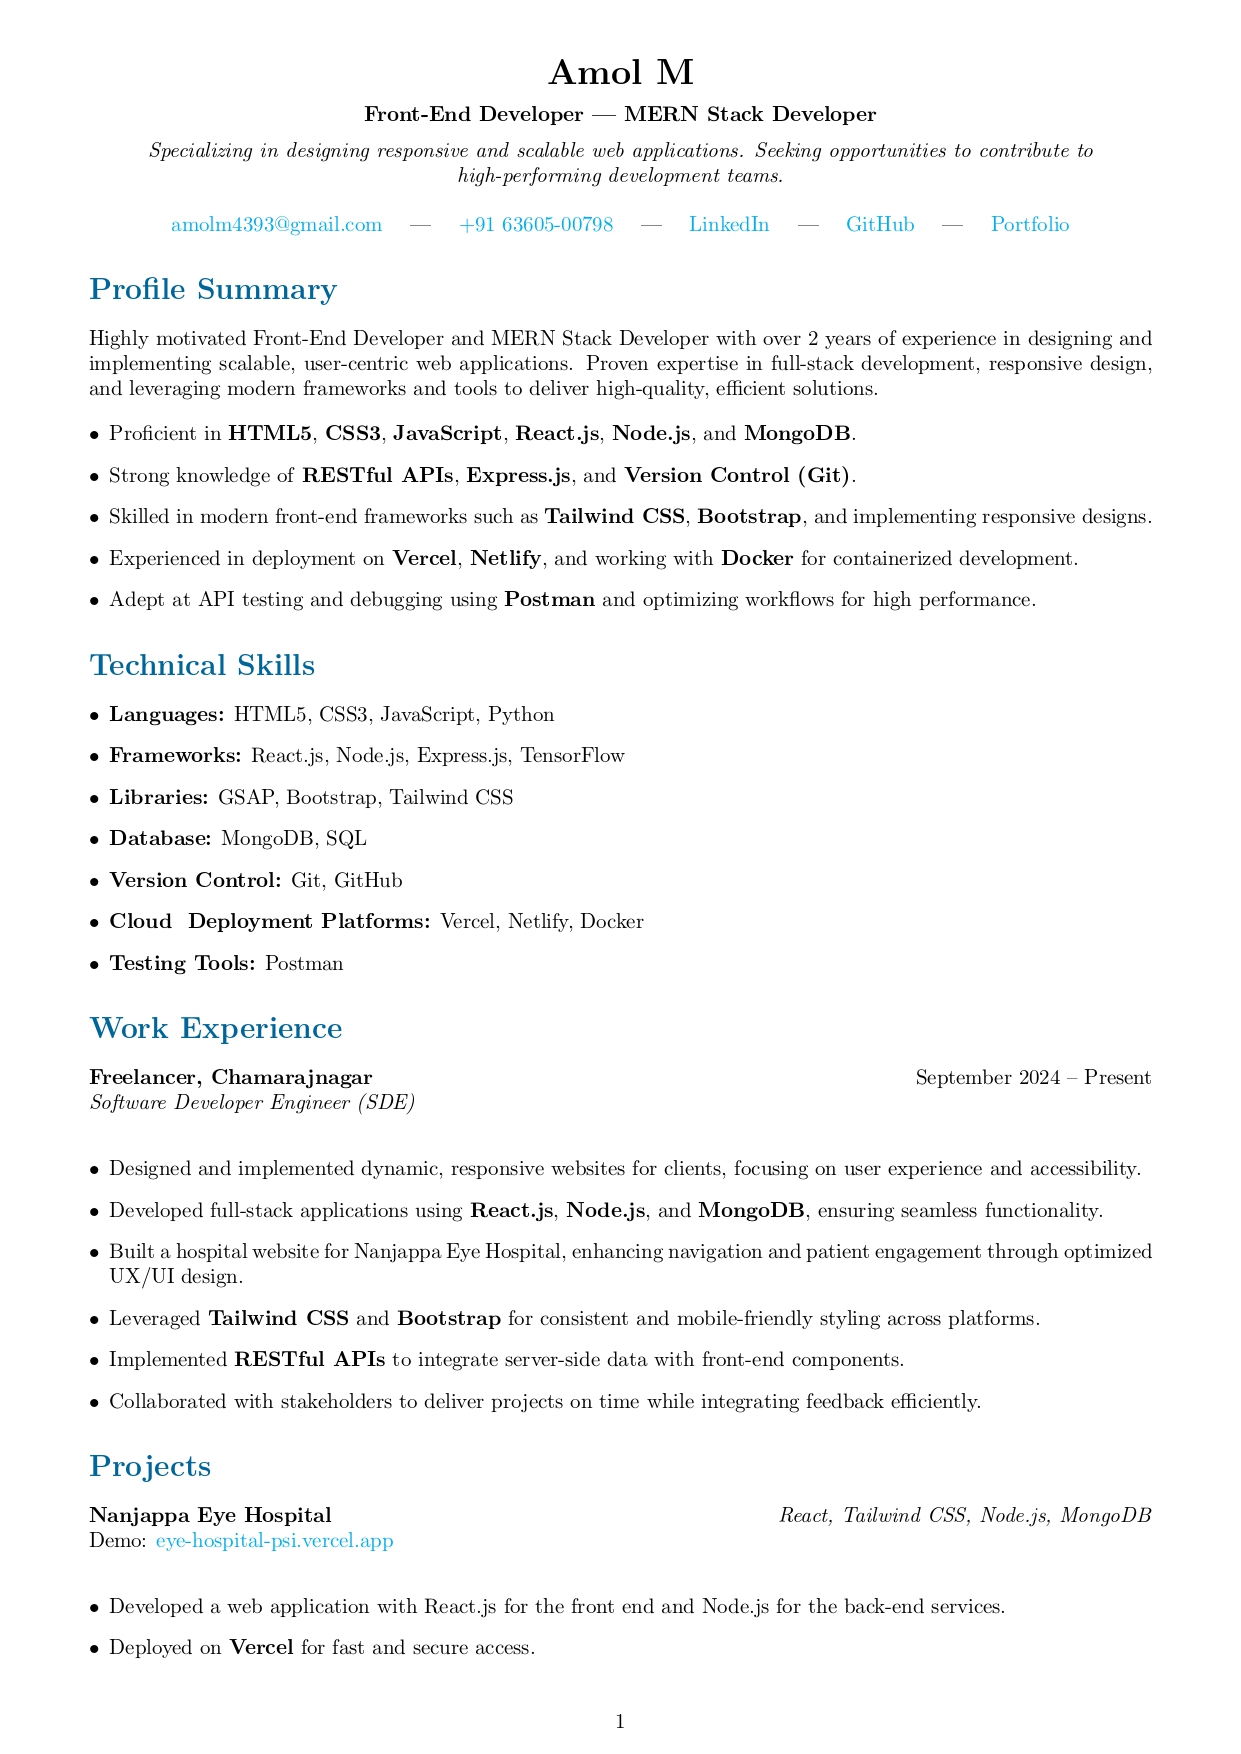 Amol M
Front-End Developer — MERN Stack Developer
Specializing in designing responsive and scalable web applications. Seeking opportunities to contribute to
high-performing development teams.
amolm4393@gmail.com — +91 63605-00798 — LinkedIn — GitHub — Portfolio
Profile Summary
Highly motivated Front-End Developer and MERN Stack Developer with over 2 years of experience in designing and
implementing scalable, user-centric web applications. Proven expertise in full-stack development, responsive design,
and leveraging modern frameworks and tools to deliver high-quality, efficient solutions.
• Proficient in HTML5, CSS3, JavaScript, React.js, Node.js, and MongoDB.
• Strong knowledge of RESTful APIs, Express.js, and Version Control (Git).
• Skilled in modern front-end frameworks such as Tailwind CSS, Bootstrap, and implementing responsive designs.
• Experienced in deployment on Vercel, Netlify, and working with Docker for containerized development.
• Adept at API testing and debugging using Postman and optimizing workflows for high performance.
Technical Skills
• Languages: HTML5, CSS3, JavaScript, Python
• Frameworks: React.js, Node.js, Express.js, TensorFlow
• Libraries: GSAP, Bootstrap, Tailwind CSS
• Database: MongoDB, SQL
• Version Control: Git, GitHub
• Cloud Deployment Platforms: Vercel, Netlify, Docker
• Testing Tools: Postman
Work Experience
Freelancer, Chamarajnagar September 2024 – Present
Software Developer Engineer (SDE)
• Designed and implemented dynamic, responsive websites for clients, focusing on user experience and accessibility.
• Developed full-stack applications using React.js, Node.js, and MongoDB, ensuring seamless functionality.
• Built a hospital website for Nanjappa Eye Hospital, enhancing navigation and patient engagement through optimized
UX/UI design.
• Leveraged Tailwind CSS and Bootstrap for consistent and mobile-friendly styling across platforms.
• Implemented RESTful APIs to integrate server-side data with front-end components.
• Collaborated with stakeholders to deliver projects on time while integrating feedback efficiently.
Projects
Nanjappa Eye Hospital React, Tailwind CSS, Node.js, MongoDB
Demo: eye-hospital-psi.vercel.app
• Developed a web application with React.js for the front end and Node.js for the back-end services.
• Deployed on Vercel for fast and secure access.
1